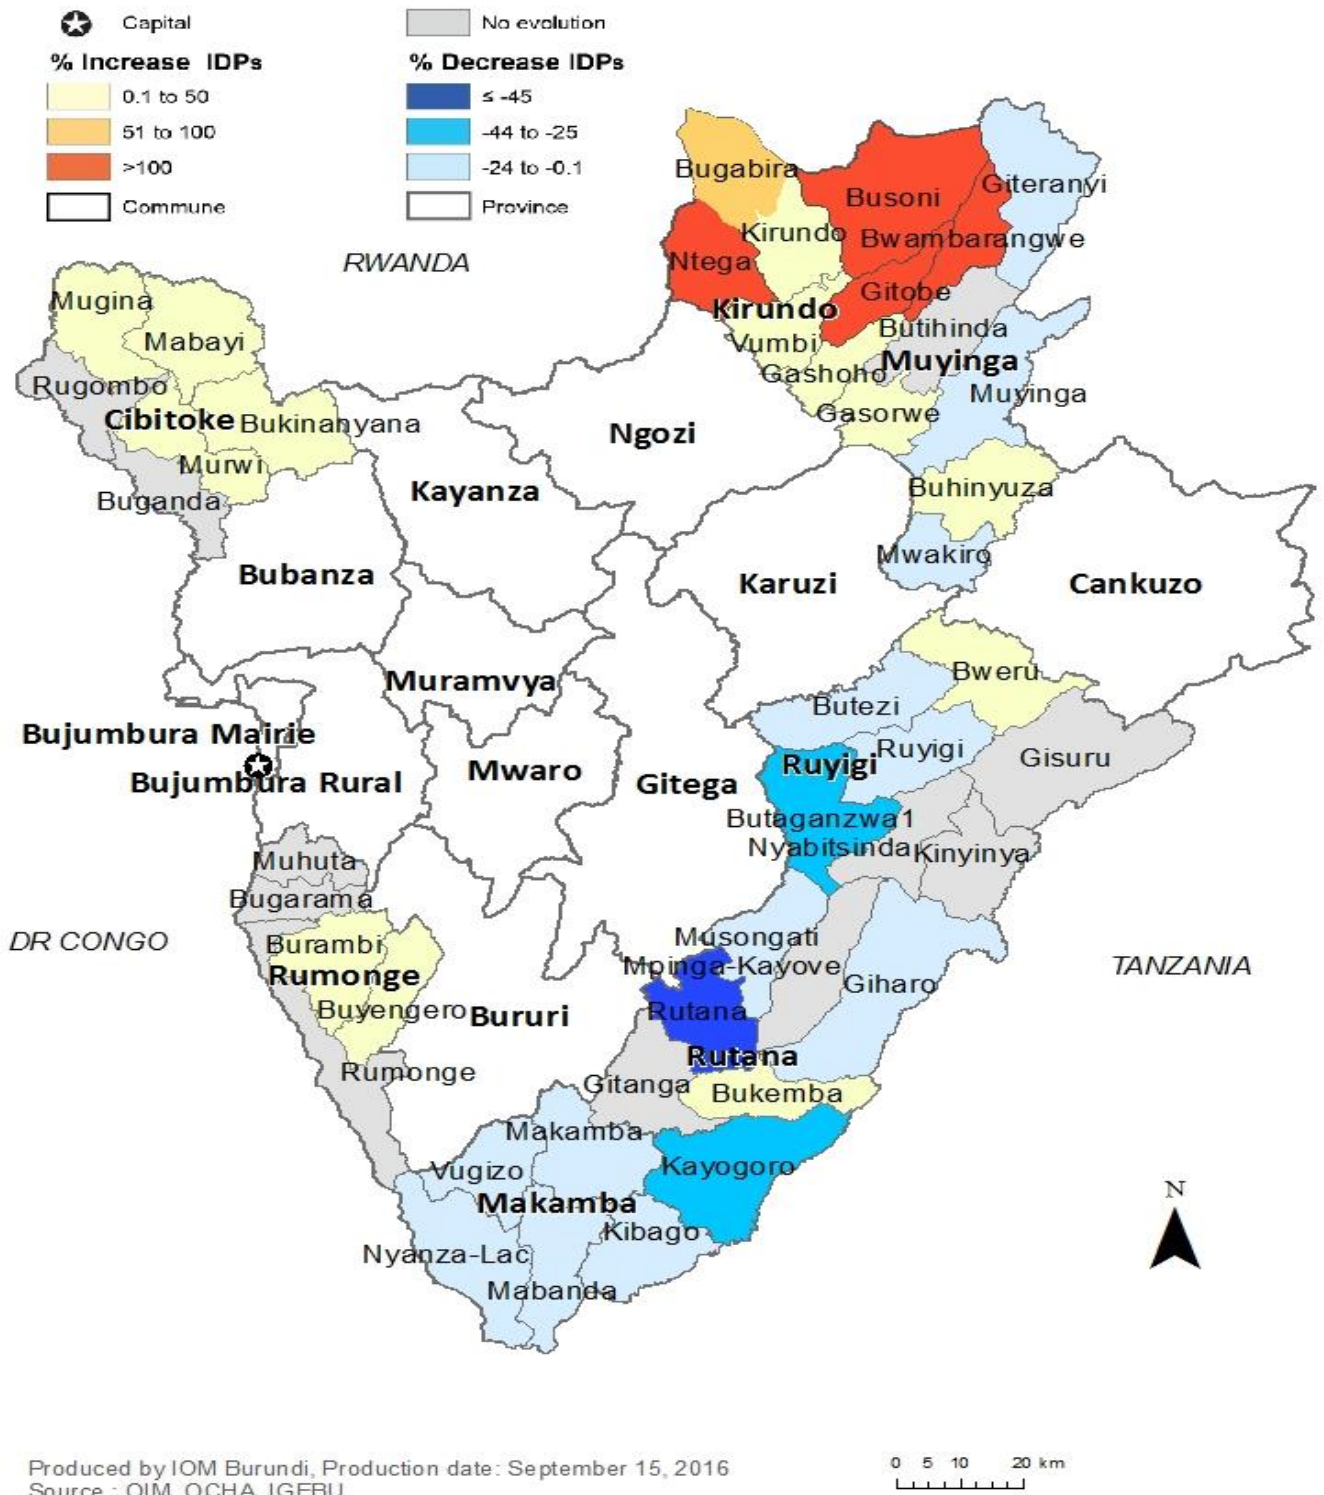 Capital
No evolution
% Increase IDPs
% Decrease IDPs
0.1 to 50
≤ -45
51 to 100
-44 to -25
>100
-24 to -0.1
Commune
Province
Bugabira
Busoni
Giteranyi
Kirundo
Bwambarangwe
RWANDA
Ntega
Gitobe
Mugina
Kirundo
Butihinda
Mabayi
Vumbi
Muyinga
Gashoho
Rugombo
Muyinga
Cibitoke
Bukinanyana
Gasorwe
Ngozi
Murwi
Kayanza
Buhinyuza
Buganda
Mwakiro
Bubanza
Karuzi
Cankuzo
Bweru
Muramvya
Butezi
Bujumbura Mairie
Ruyigi
Gisuru
Ruyigi
Mwaro
Bujumbura Rural
Gitega
Butaganzwa1
Nyabitsinda
Kinyinya
Muhuta
Bugarama
DR CONGO
Burambi
Musongati
Mpinga-Kayove
TANZANIA
Rumonge
Giharo
Buyengero
Bururi
Rutana
Rutana
Rumonge
Gitanga
Bukemba
Makamba
Vugizo
Kayogoro
Makamba
N
Kibago
Nyanza-Lac
Mabanda
Produced by IOM Burundi, Production date: September 15, 2016
0 5 10 20 km
Source : OIM, OCHA, IGEBU